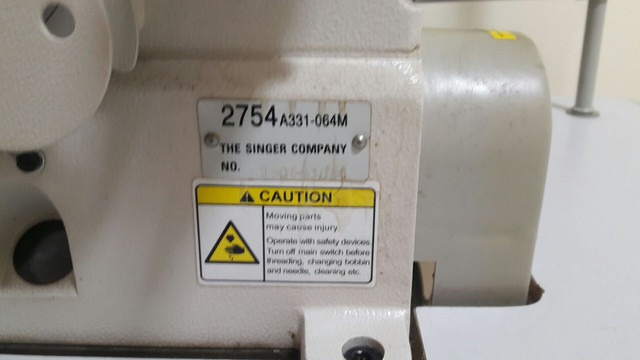 2754 A331-064M
THE SINGER COMPANY
NO.
CAUTION
Moving parts
may cause injury.
Operate with safety devices
Turn off main switch before
threading, changing bobbin
and needle, cleaning etc.